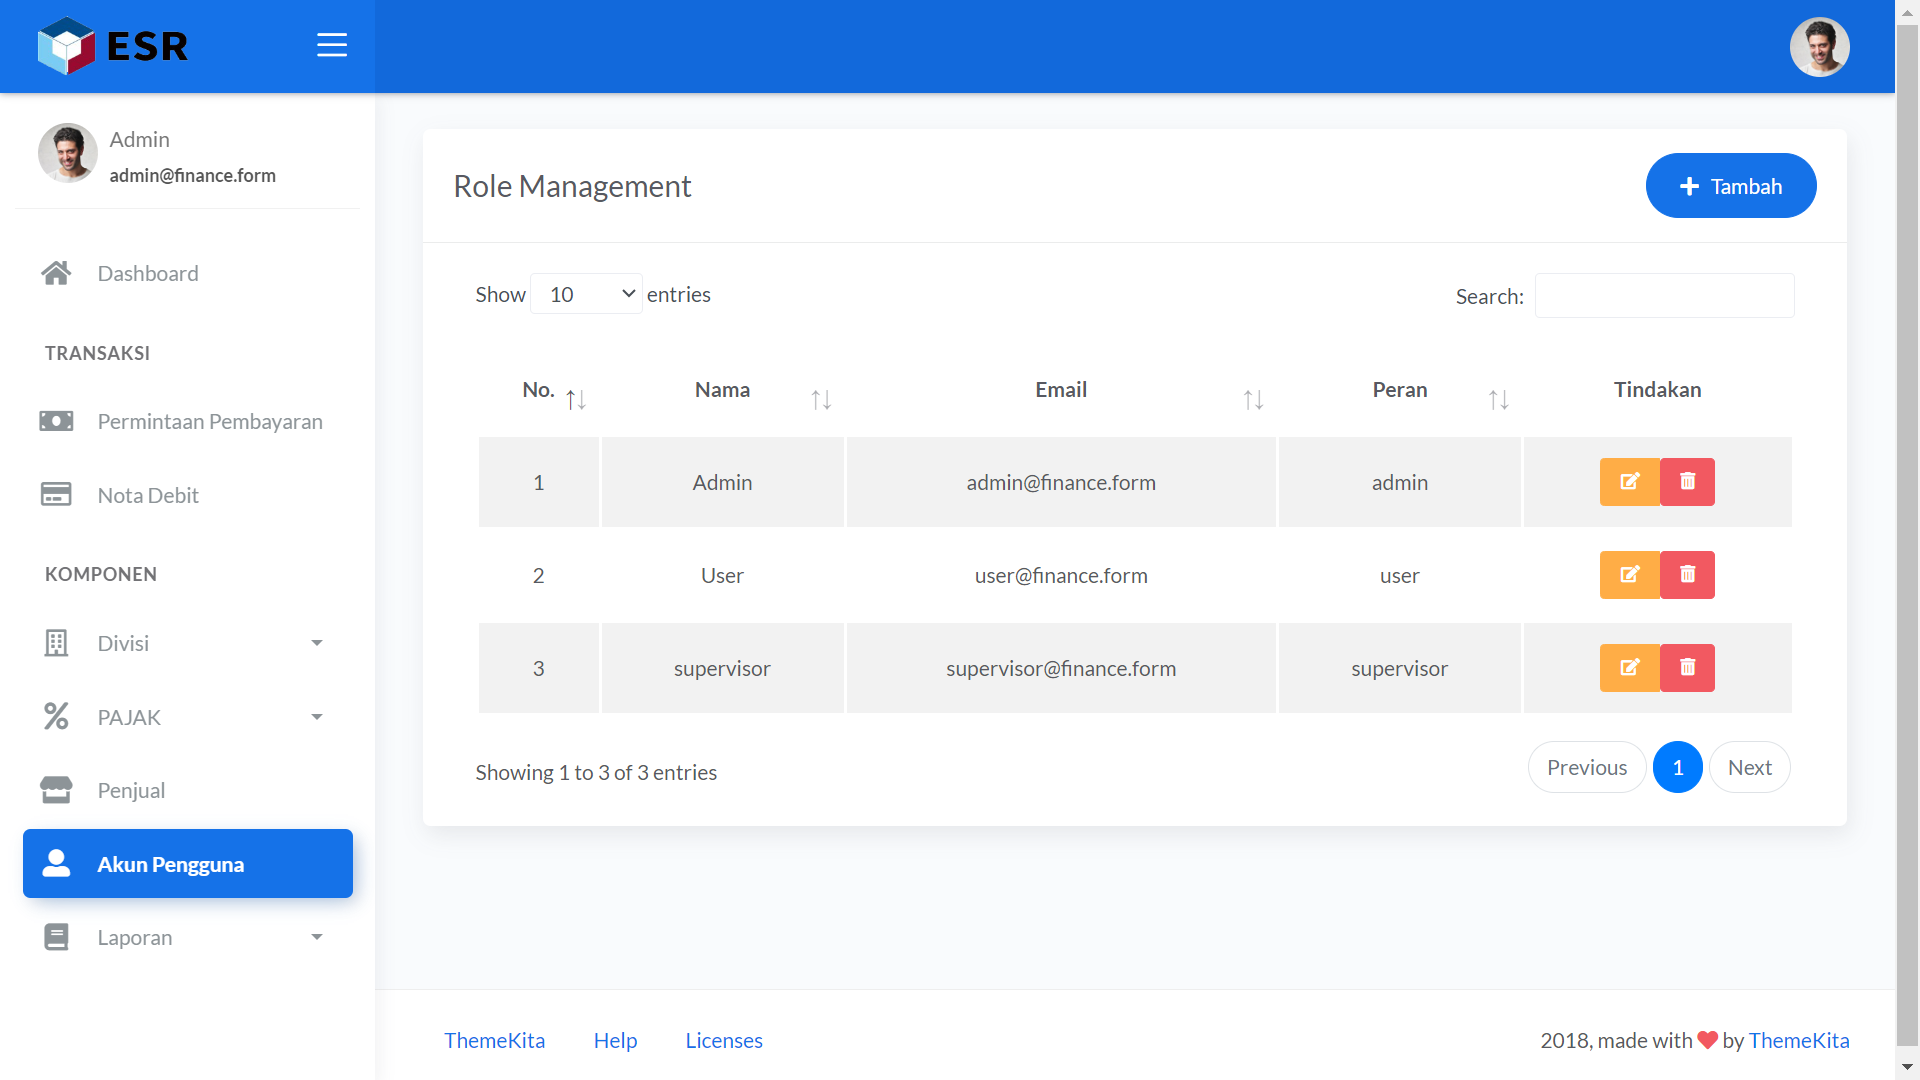 ESR
Admin
admin@finance.form
Dashboard
TRANSAKSI
Permintaan Pembayaran
Nota Debit
KOMPONEN
Divisi
PAJAK
Penjual
Akun Pengguna
Laporan
Role Management
Tambah
Show 10 entries
Search:
No. Nama Email Peran Tindakan
1 Admin admin@finance.form admin
2 User user@finance.form user
3 supervisor supervisor@finance.form supervisor
Showing 1 to 3 of 3 entries
Previous 1 Next
ThemeKita Help Licenses
2018, made with by ThemeKita